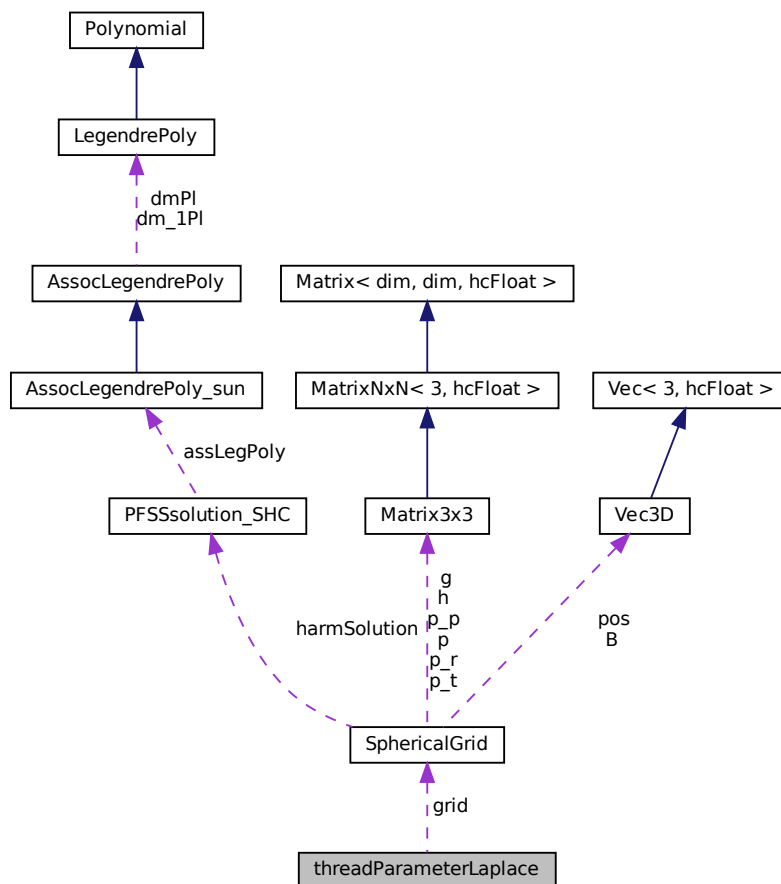 Polynomial
LegendrePoly
dmPl
dm_1Pl
AssocLegendrePoly
Matrix< dim, dim, hcFloat >
AssocLegendrePoly_sun
MatrixNxN< 3, hcFloat >
Vec< 3, hcFloat >
assLegPoly
PFSSsolution_SHC
Matrix3x3
Vec3D
harmSolution
g
h
p_p
p
p_r
p_t
pos
B
SphericalGrid
grid
threadParameterLaplace